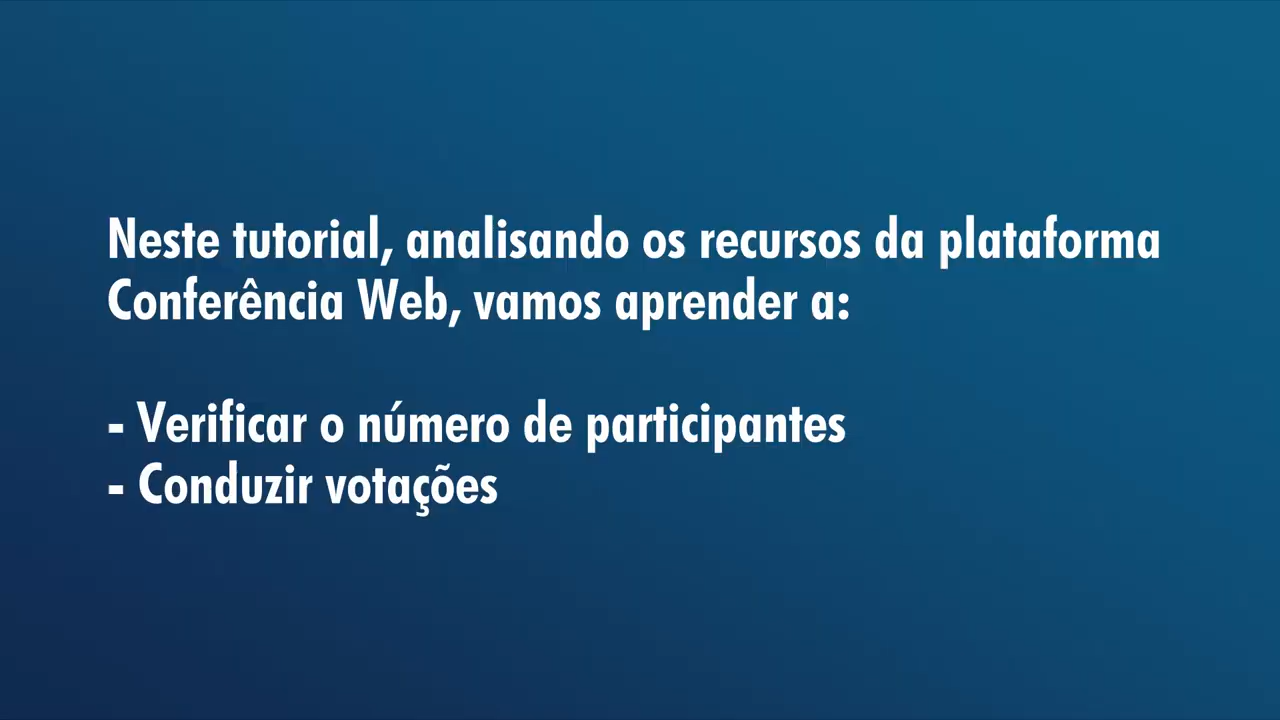 Neste tutorial, analisando os recursos da plataforma
Conferência Web, vamos aprender a:
- Verificar o número de participantes
- Conduzir votações